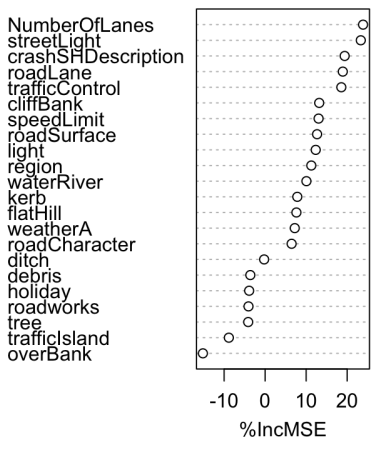 NumberOfLanes
streetLight
crashSHDescription
roadLane
trafficControl
cliffBank
speedLimit
roadSurface
light
region
waterRiver
kerb
flatHill
weatherA
roadCharacter
ditch
debris
holiday
roadworks
tree
trafficIsland
overBank
-10 0 10 20
%IncMSE